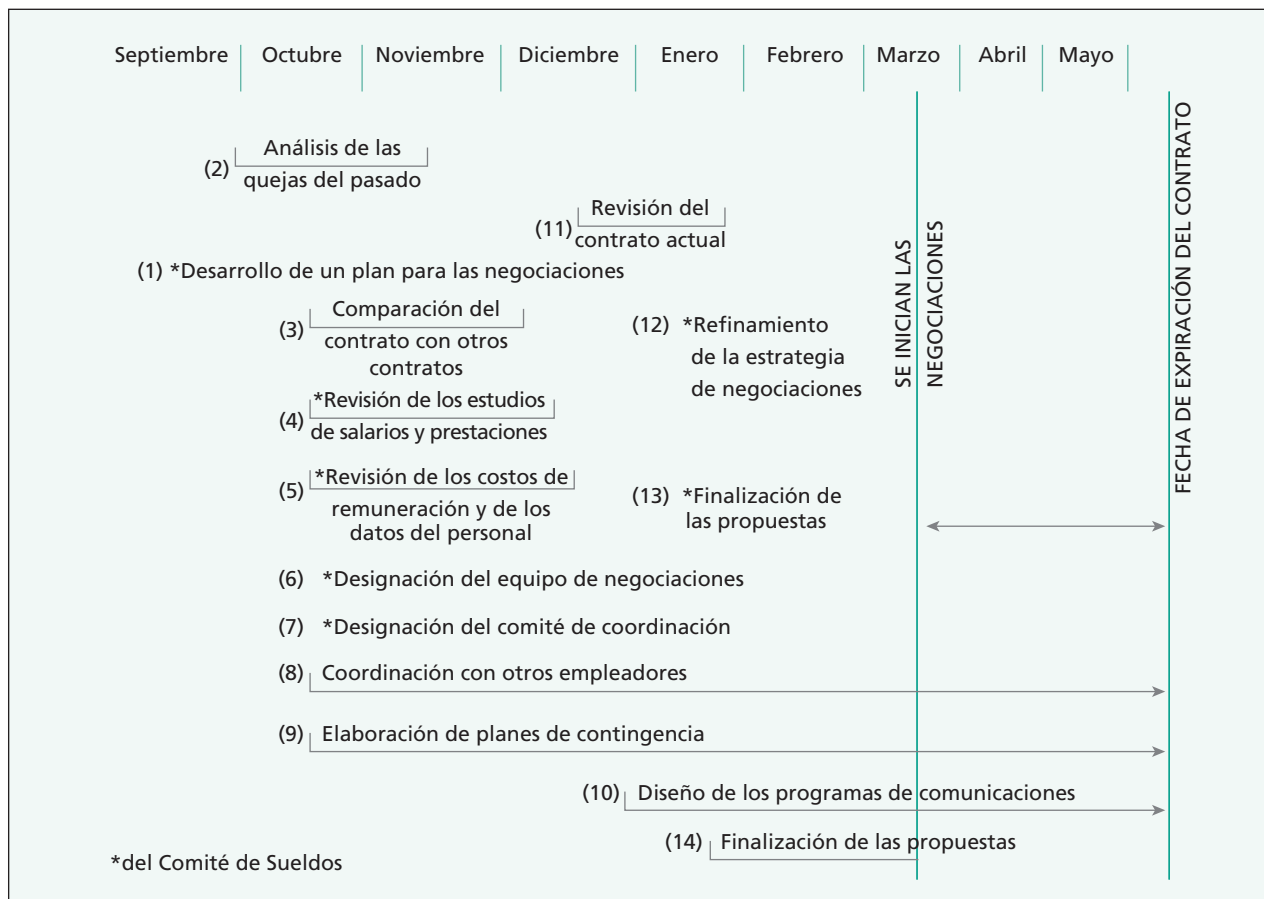 Septiembre Octubre Noviembre Diciembre Enero Febrero Marzo Abril Mayo
(2) Análisis de las
quejas del pasado
(11) Revisión del
contrato actual
(1) *Desarrollo de un plan para las negociaciones
(3) Comparación del
contrato con otros
contratos
(12) *Refinamiento
de la estrategia
de negociaciones
(4) *Revisión de los estudios
de salarios y prestaciones
(5) *Revisión de los costos de
remuneración y de los
datos del personal
(13) *Finalización de
las propuestas
(6) *Designación del equipo de negociaciones
(7) *Designación del comité de coordinación
(8) Coordinación con otros empleadores
(9) Elaboración de planes de contingencia
(10) Diseño de los programas de comunicaciones
(14) Finalización de las propuestas
*del Comité de Sueldos
SE INICIAN LAS
NEGOCIACIONES
FECHA DE EXPIRACIÓN DEL CONTRATO